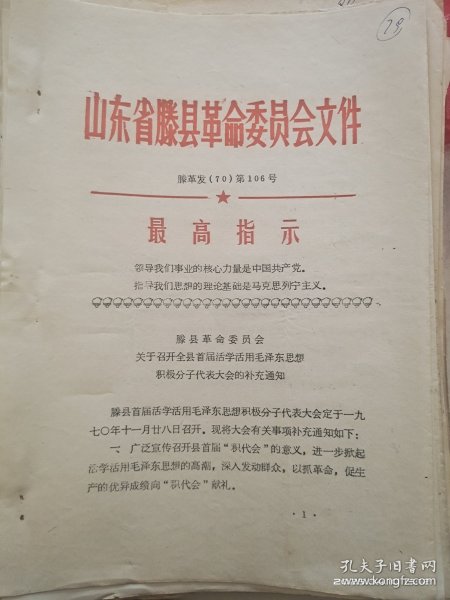 79
山东省滕县革命委员会文件
滕革发(70)第106号
最高指示
领导我们事业的核心力量是中国共产党。
指导我们思想的理论基础是马克思列宁主义。
滕县革命委员会
关于召开全县首届活学活用毛泽东思想
积极分子代表大会的补充通知
滕县首届活学活用毛泽东思想积极分子代表大会定于一九
七〇年十一月廿八日召开。现将大会有关事项补充通知如下：
一、广泛宣传召开县首届“积代会”的意义，进一步掀起
活学活用毛泽东思想的高潮，深入发动群众，以抓革命，促生
产的优异成绩向“积代会”献礼。
·1·
孔夫子旧书网
www.kongfz.com